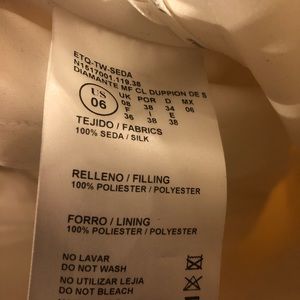 ETQ-TW-SEDA
N1517001.119.38
DIAMANTE MF CL DUPPION DE S
US
06
UK POR D MX
08 38 34 06
F I E
36 38 38
TEJIDO / FABRICS
100% SEDA / SILK
RELLENO / FILLING
100% POLIESTER / POLYESTER
FORRO / LINING
100% POLIESTER / POLYESTER
NO LAVAR
DO NOT WASH
NO UTILIZAR LEJIA
DO NOT BLEACH